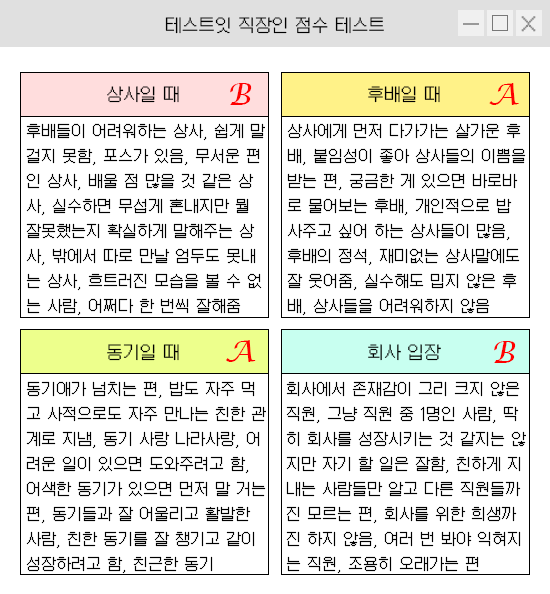 테스트잇 직장인 점수 테스트
상사일 때 B
후배들이 어려워하는 상사, 쉽게 말
걸지 못함, 포스가 있음, 무서운 편
인 상사, 배울 점 많을 것 같은 상
사, 실수하면 무섭게 혼내지만 뭘
잘못했는지 확실하게 말해주는 상
사, 밖에서 따로 만날 엄두도 못내
는 상사, 흐트러진 모습을 볼 수 없
는 사람, 어쩌다 한 번씩 잘해줌
후배일 때 A
상사에게 먼저 다가가는 살가운 후
배, 붙임성이 좋아 상사들의 이쁨을
받는 편, 궁금한 게 있으면 바로바
로 물어보는 후배, 개인적으로 밥
사주고 싶어 하는 상사들이 많음,
후배의 정석, 재미없는 상사말에도
잘 웃어줌, 실수해도 밉지 않은 후
배, 상사들을 어려워하지 않음
동기일 때 A
동기애가 넘치는 편, 밥도 자주 먹
고 사적으로도 자주 만나는 친한 관
계로 지냄, 동기 사랑 나라사랑, 어
려운 일이 있으면 도와주려고 함,
어색한 동기가 있으면 먼저 말 거는
편, 동기들과 잘 어울리고 활발한
사람, 친한 동기를 잘 챙기고 같이
성장하려고 함, 친근한 동기
회사 입장 B
회사에서 존재감이 그리 크지 않은
직원, 그냥 직원 중 1명인 사람, 딱
히 회사를 성장시키는 것 같지는 않
지만 자기 할 일은 잘함, 친하게 지
내는 사람들만 알고 다른 직원들까
진 모르는 편, 회사를 위한 희생까
진 하지 않음, 여러 번 봐야 익혀지
는 직원, 조용히 오래가는 편